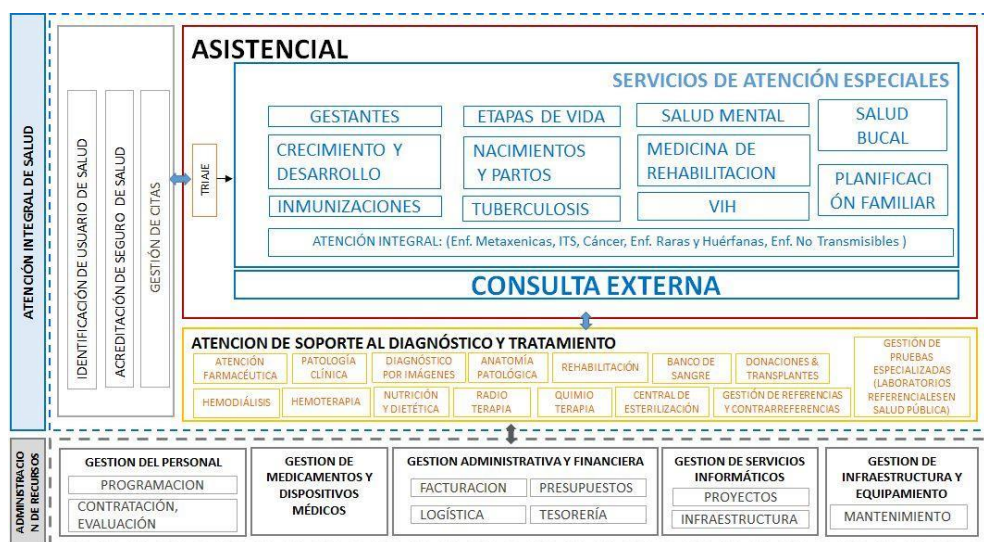 ATENCIÓN INTEGRAL DE SALUD
IDENTIFICACIÓN DE USUARIO DE SALUD
ACREDITACIÓN DE SEGURO DE SALUD
GESTIÓN DE CITAS
ASISTENCIAL
TRIAJE
SERVICIOS DE ATENCIÓN ESPECIALES
GESTANTES
ETAPAS DE VIDA
SALUD MENTAL
SALUD
BUCAL
CRECIMIENTO Y
DESARROLLO
NACIMIENTOS
Y PARTOS
MEDICINA DE
REHABILITACION
PLANIFICACI
ÓN FAMILIAR
INMUNIZACIONES
TUBERCULOSIS
VIH
ATENCIÓN INTEGRAL: (Enf. Metaxenicas, ITS, Cáncer, Enf. Raras y Huérfanas, Enf. No Transmisibles )
CONSULTA EXTERNA
ATENCION DE SOPORTE AL DIAGNÓSTICO Y TRATAMIENTO
ATENCIÓN
FARMACÉUTICA
PATOLOGÍA
CLÍNICA
DIAGNÓSTICO
POR IMÁGENES
ANATOMÍA
PATOLÓGICA
REHABILITACIÓN
BANCO DE
SANGRE
DONACIONES &
TRANSPLANTES
GESTIÓN DE
PRUEBAS
ESPECIALIZADAS
(LABORATORIOS
REFERENCIALES EN
SALUD PÚBLICA)
HEMODIÁLISIS
HEMOTERAPIA
NUTRICIÓN
Y DIETÉTICA
RADIO
TERAPIA
QUIMIO
TERAPIA
CENTRAL DE
ESTERILIZACIÓN
GESTIÓN DE REFERENCIAS
Y CONTRARREFERENCIAS
ADMINISTRACIO
N DE RECURSOS
GESTION DEL PERSONAL
PROGRAMACION
CONTRATACIÓN,
EVALUACIÓN
GESTION DE
MEDICAMENTOS Y
DISPOSITIVOS
MÉDICOS
GESTION ADMINISTRATIVA Y FINANCIERA
FACTURACION
PRESUPUESTOS
LOGÍSTICA
TESORERÍA
GESTION DE SERVICIOS
INFORMÁTICOS
PROYECTOS
INFRAESTRUCTURA
GESTION DE
INFRAESTRUCTURA Y
EQUIPAMIENTO
MANTENIMIENTO